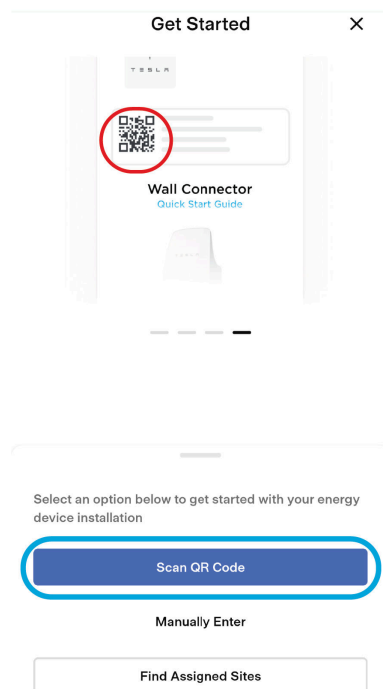 Get Started
TESLA
Wall Connector
Quick Start Guide
Select an option below to get started with your energy
device installation
Scan QR Code
Manually Enter
Find Assigned Sites